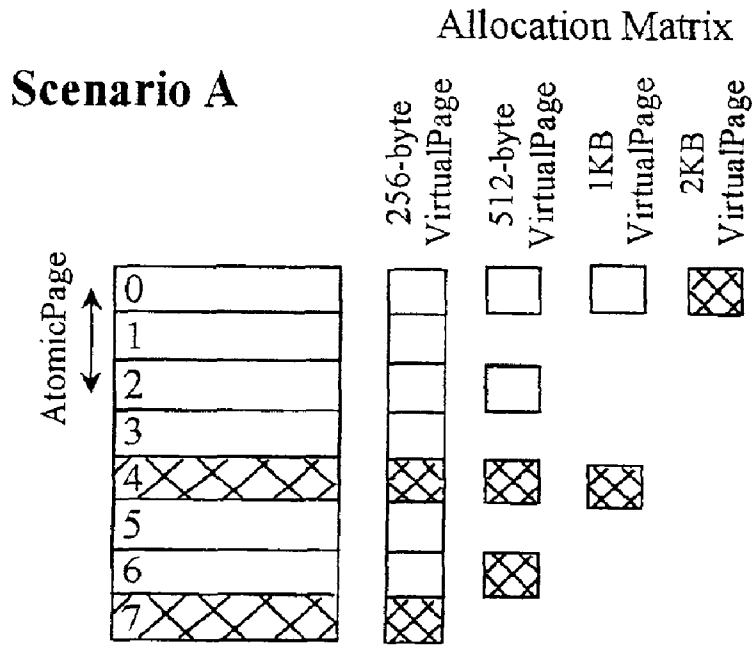 Allocation Matrix
Scenario A
256-byte
VirtualPage
512-byte
VirtualPage
1KB
VirtualPage
2KB
VirtualPage
AtomicPage
0
1
2
3
4
5
6
7